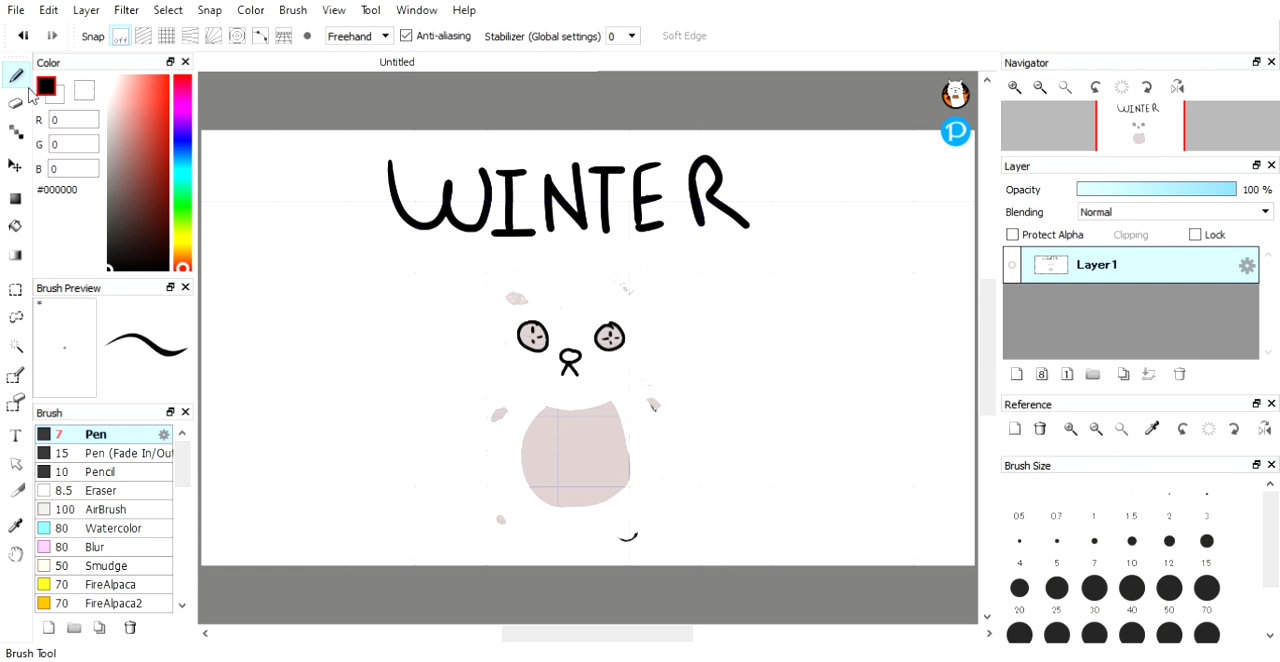 File Edit Layer Filter Select Snap Color Brush View Tool Window Help
Snap off Freehand Anti-aliasing Stabilizer (Global settings) 0 Soft Edge
Color
Untitled
Navigator
R 0
G 0
B 0
#000000
WINTER
WINTER
Layer
Opacity 100 %
Blending Normal
Protect Alpha Clipping Lock
Layer1
8 1
Brush Preview
*
Brush
7 Pen
15 Pen (Fade In/Out
10 Pencil
8.5 Eraser
100 AirBrush
80 Watercolor
80 Blur
50 Smudge
70 FireAlpaca
70 FireAlpaca2
T
Reference
Brush Size
0.5 0.7 1 1.5 2 3
4 5 7 10 12 15
20 25 30 40 50 70
Brush Tool